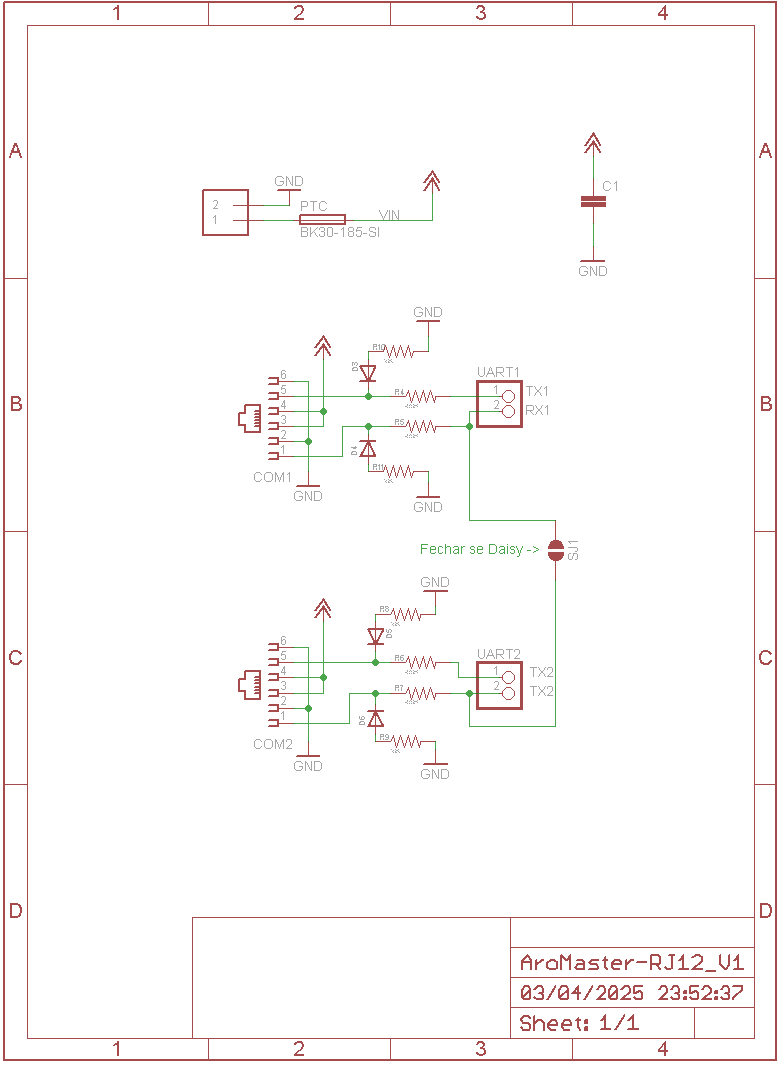 1 2 3 4
A A
C1
GND
GND
2
PTC
VIN
1
BK30-185-SI
GND
B B
R10
D3
UART1
6
5
R4
1 TX1
4
2 RX1
3
R5
2
D4
1
R11
COM1
GND
GND
Fechar se Daisy ->
SJ1
GND
C C
R8
D5
UART2
6
5
R6
1 TX2
4
2 TX2
3
R7
2
D6
1
R9
COM2
GND
GND
D D
AroMaster-RJ12_V1
03/04/2025 23:52:37
Sheet: 1/1
1 2 3 4